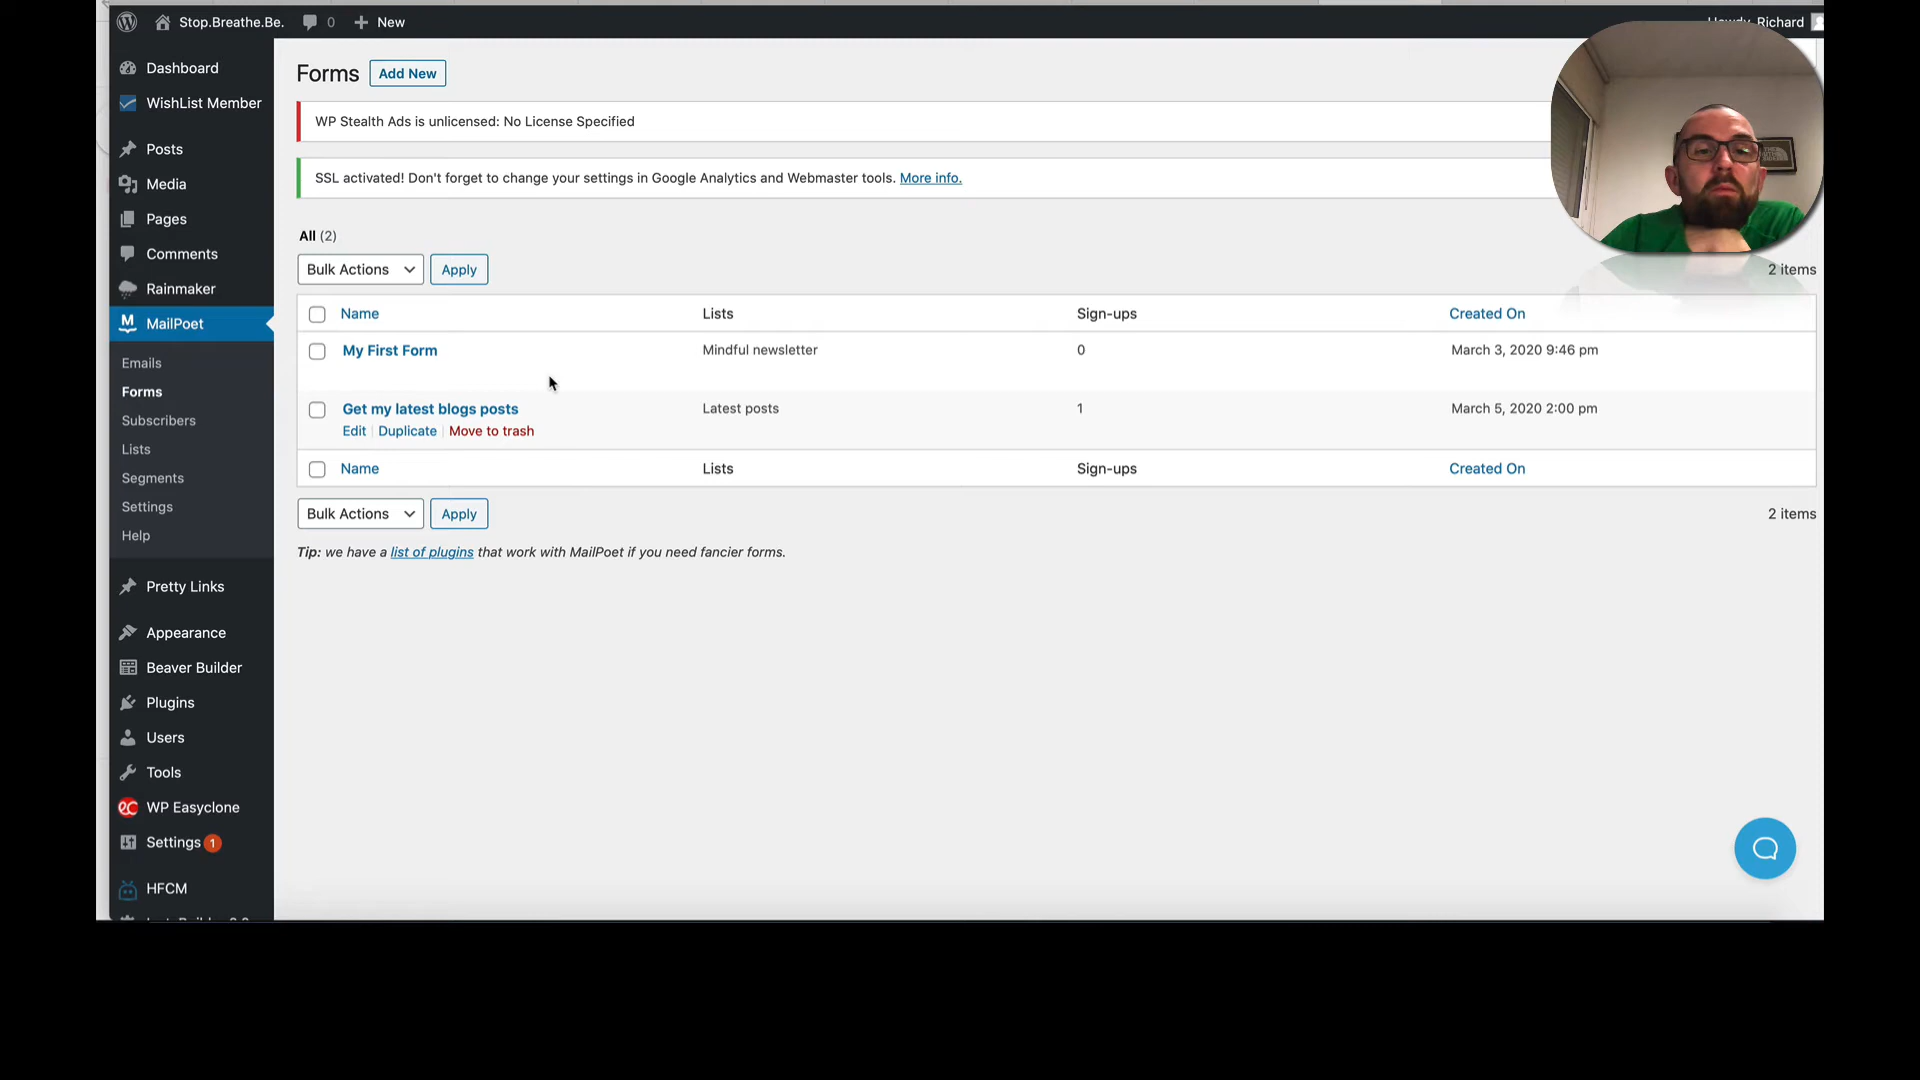 Stop.Breathe.Be.
0
New
Howdy, Richard
Dashboard
WishList Member
Posts
Media
Pages
Comments
Rainmaker
MailPoet
Emails
Forms
Subscribers
Lists
Segments
Settings
Help
Pretty Links
Appearance
Beaver Builder
Plugins
Users
Tools
WP Easyclone
Settings 1
HFCM
Forms
Add New
WP Stealth Ads is unlicensed: No License Specified
SSL activated! Don't forget to change your settings in Google Analytics and Webmaster tools. More info.
All (2)
Bulk Actions
Apply
2 items
Name Lists Sign-ups Created On
My First Form Mindful newsletter 0 March 3, 2020 9:46 pm
Get my latest blogs posts Latest posts 1 March 5, 2020 2:00 pm
Edit | Duplicate | Move to trash
Name Lists Sign-ups Created On
Bulk Actions
Apply
2 items
Tip: we have a list of plugins that work with MailPoet if you need fancier forms.